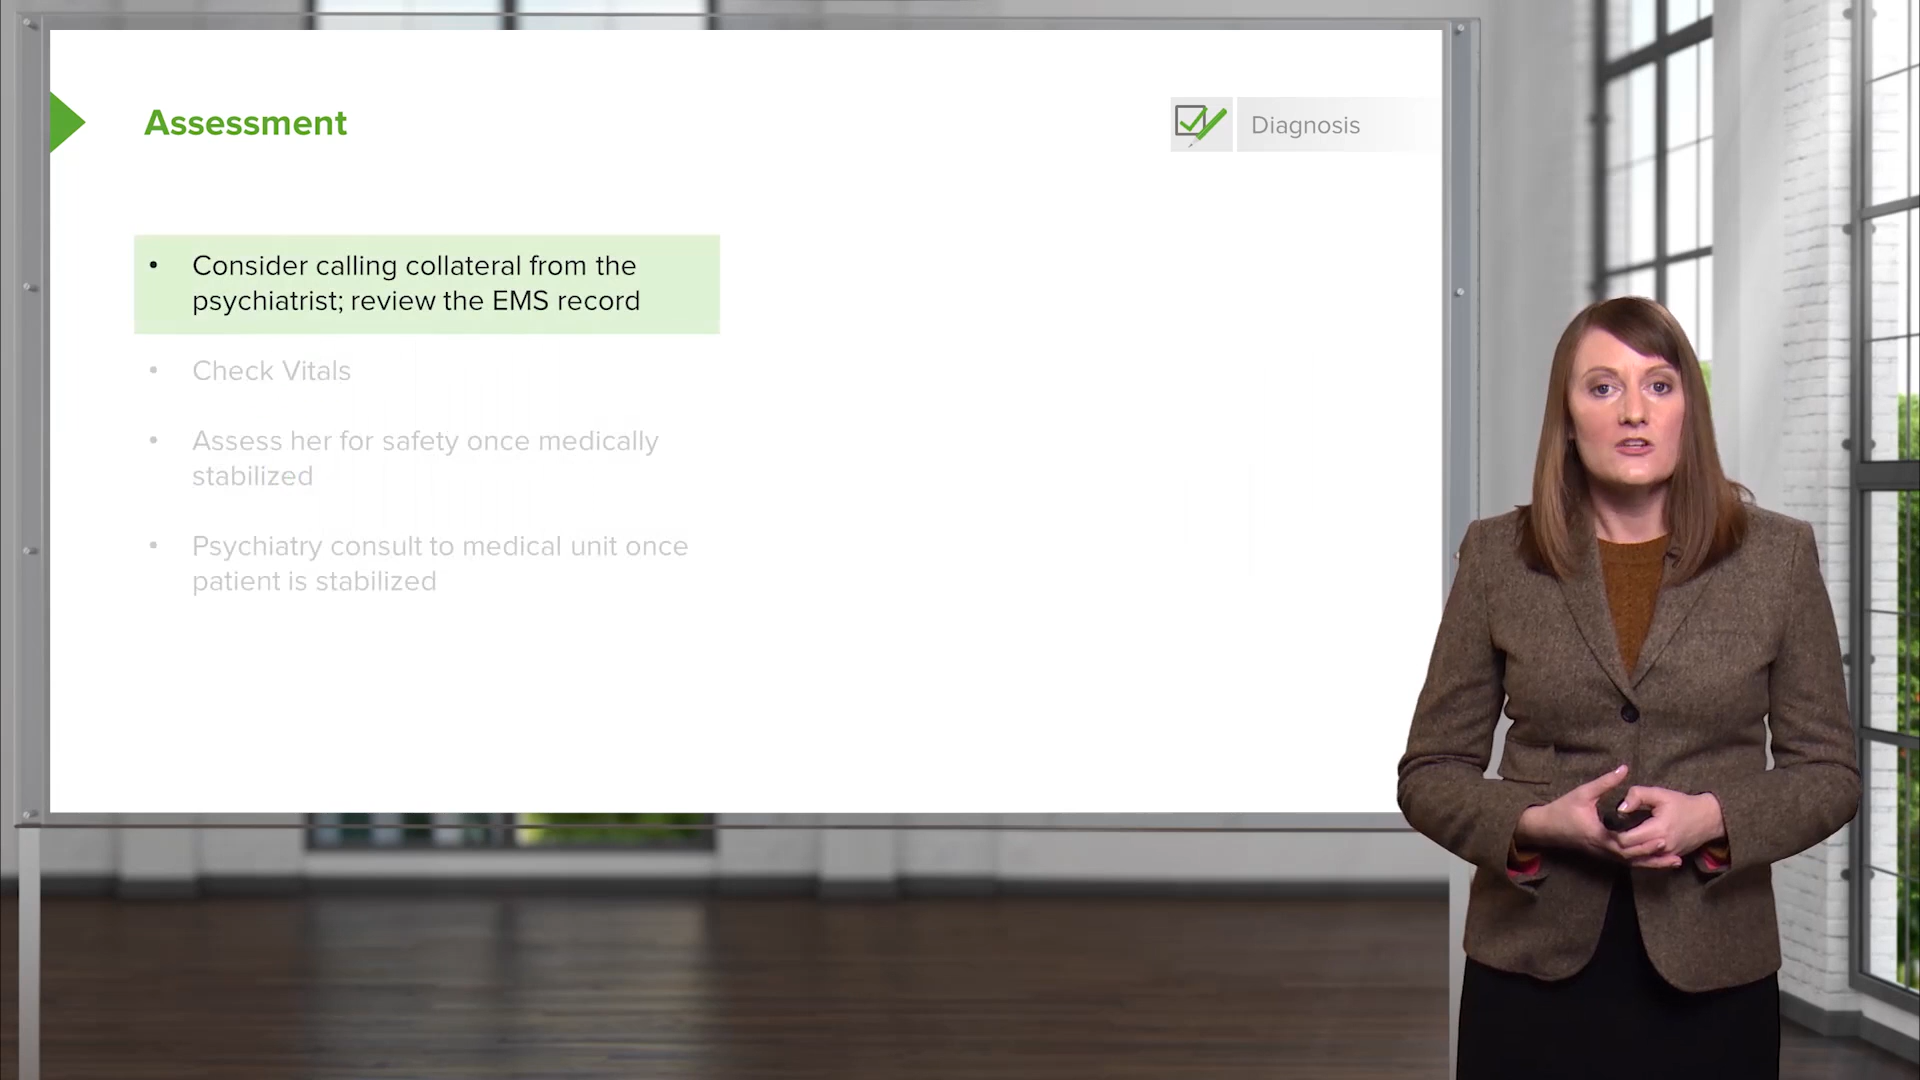 Assessment
Diagnosis
• Consider calling collateral from the
psychiatrist; review the EMS record
• Check Vitals
• Assess her for safety once medically
stabilized
• Psychiatry consult to medical unit once
patient is stabilized